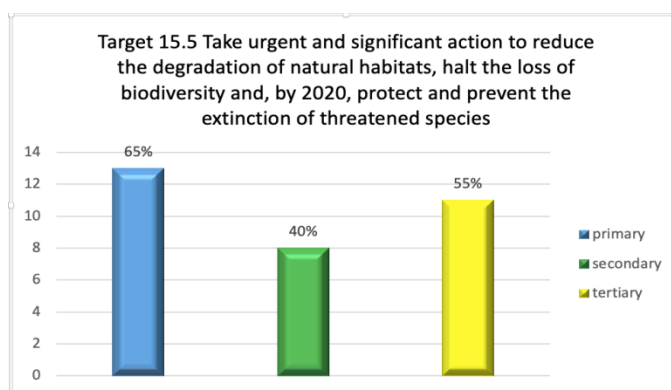 Target 15.5 Take urgent and significant action to reduce
the degradation of natural habitats, halt the loss of
biodiversity and, by 2020, protect and prevent the
extinction of threatened species
14
12
10
8
6
4
2
0
65%
40%
55%
primary
secondary
tertiary